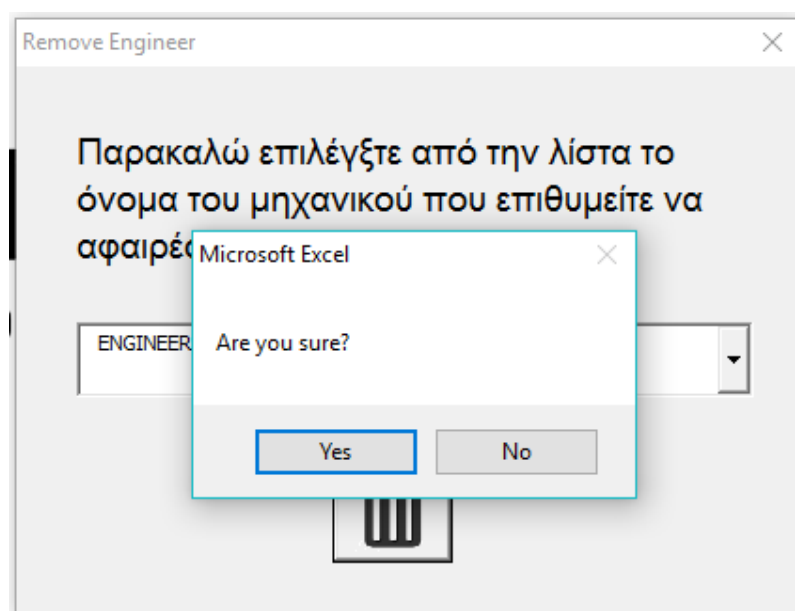 Remove Engineer
Παρακαλώ επιλέγξτε από την λίστα το
όνομα του μηχανικού που επιθυμείτε να
Microsoft Excel
ENGINEER
Are you sure?
Yes
No